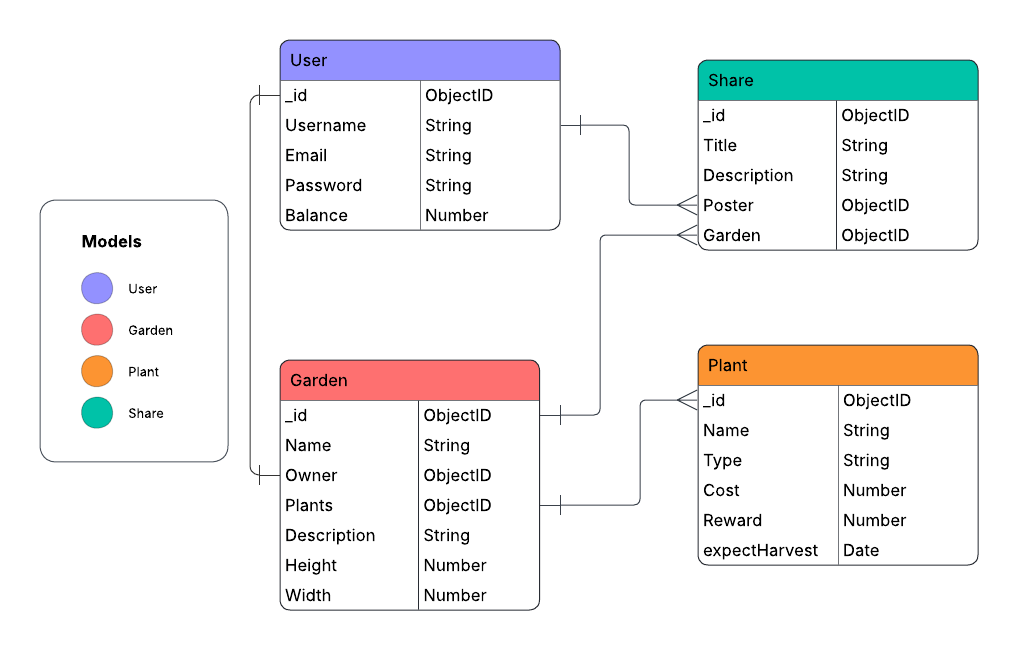 Models
User
Garden
Plant
Share
User
_id ObjectID
Username String
Email String
Password String
Balance Number
Share
_id ObjectID
Title String
Description String
Poster ObjectID
Garden ObjectID
Garden
_id ObjectID
Name String
Owner ObjectID
Plants ObjectID
Description String
Height Number
Width Number
Plant
_id ObjectID
Name String
Type String
Cost Number
Reward Number
expectHarvest Date